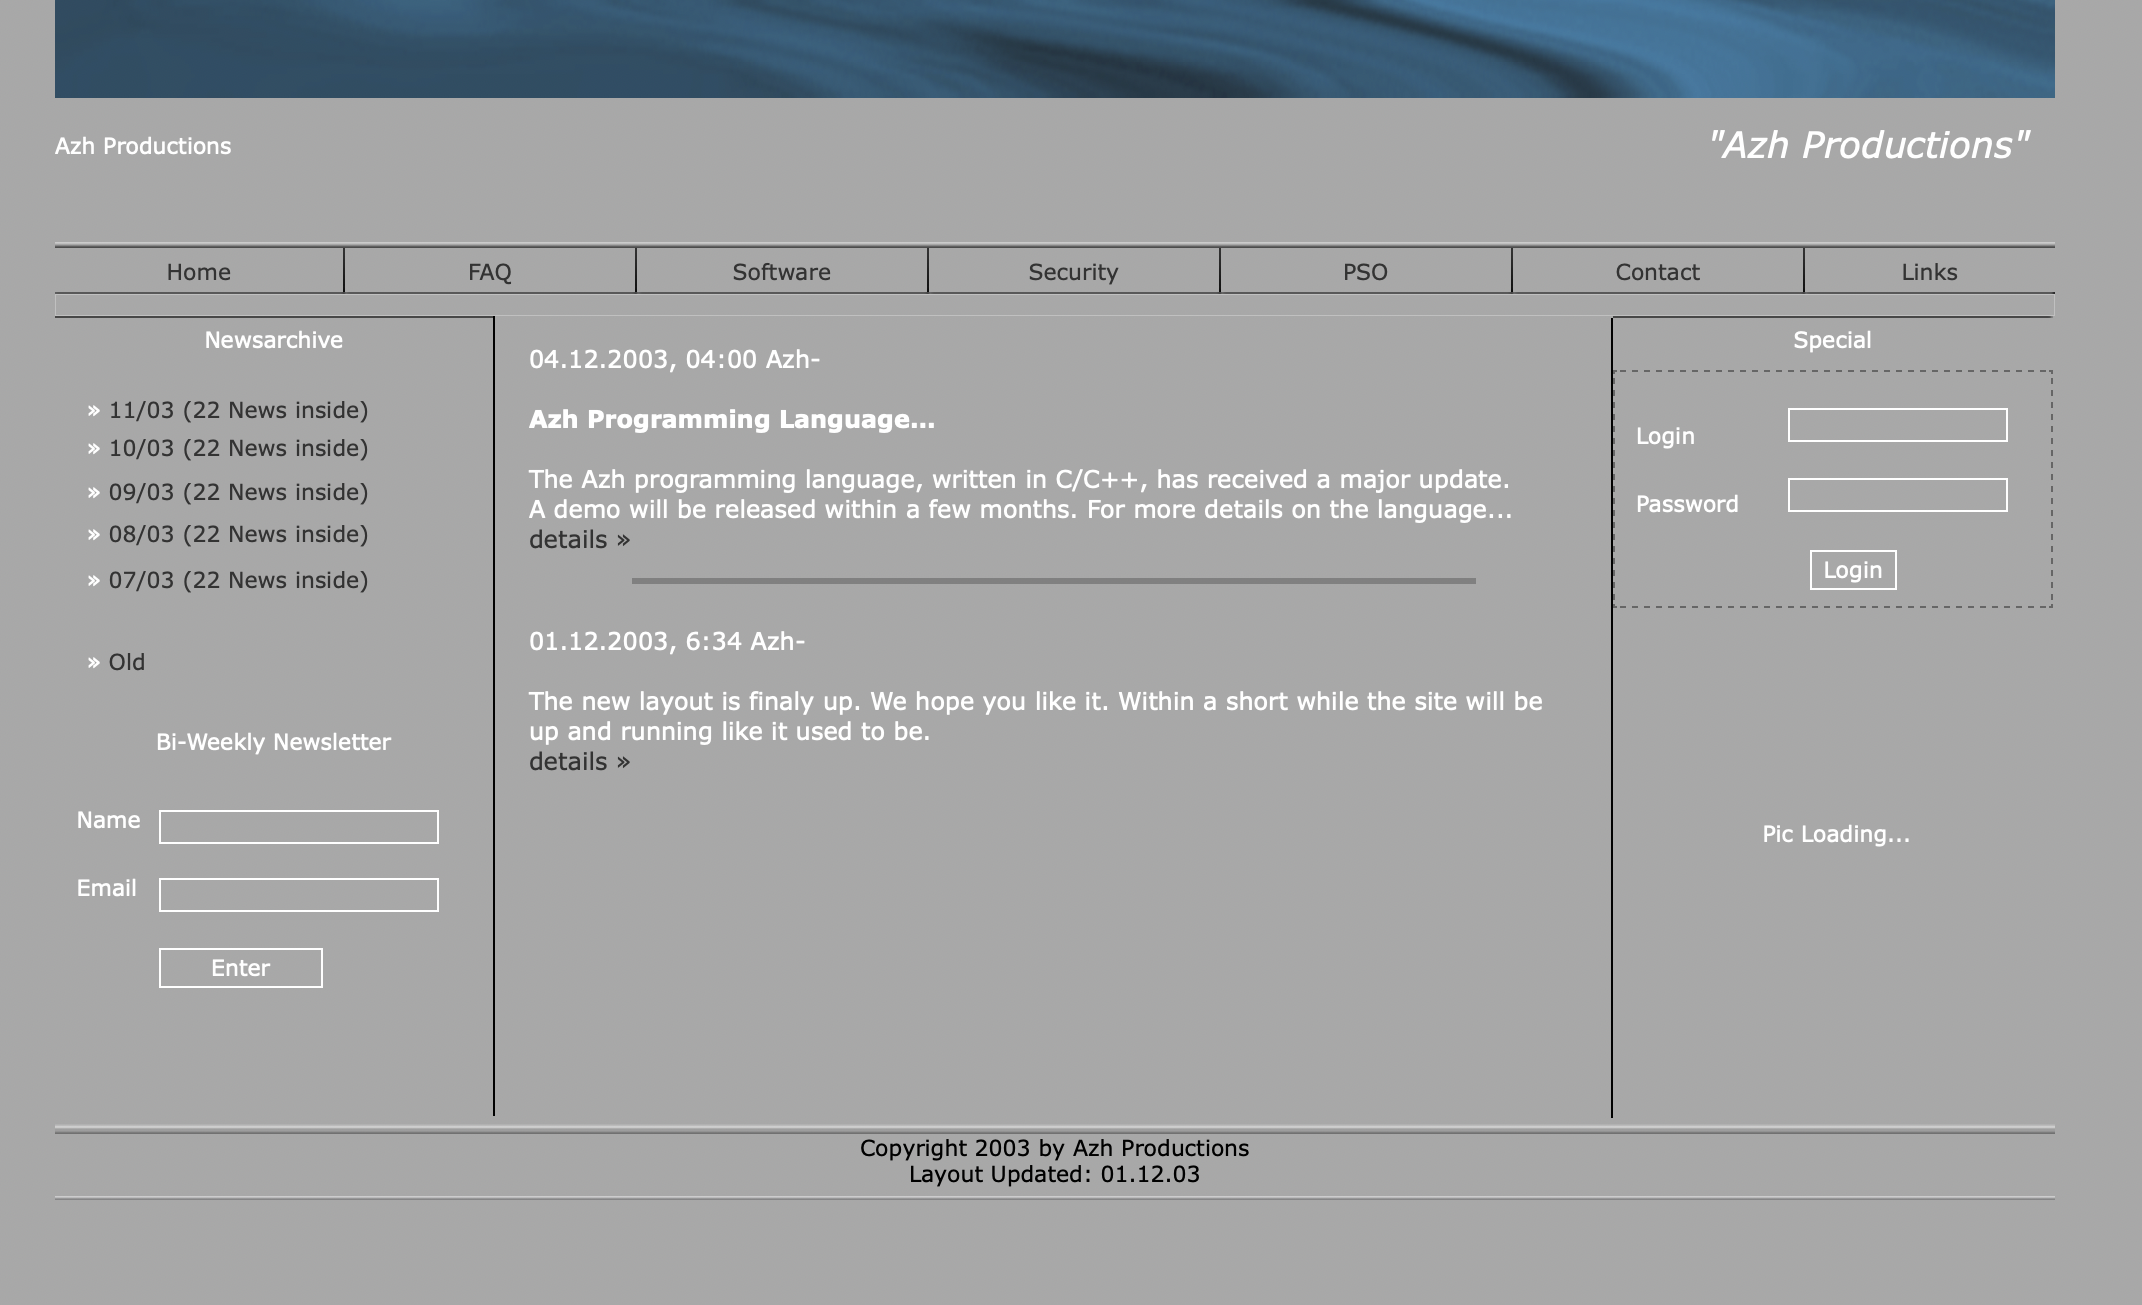 Azh Productions
"Azh Productions"
Home
FAQ
Software
Security
PSO
Contact
Links
Newsarchive
» 11/03 (22 News inside)
» 10/03 (22 News inside)
» 09/03 (22 News inside)
» 08/03 (22 News inside)
» 07/03 (22 News inside)
» Old
Bi-Weekly Newsletter
Name
Email
Enter
04.12.2003, 04:00 Azh-
Azh Programming Language...
The Azh programming language, written in C/C++, has received a major update.
A demo will be released within a few months. For more details on the language...
details »
01.12.2003, 6:34 Azh-
The new layout is finaly up. We hope you like it. Within a short while the site will be
up and running like it used to be.
details »
Special
Login
Password
Login
Pic Loading...
Copyright 2003 by Azh Productions
Layout Updated: 01.12.03